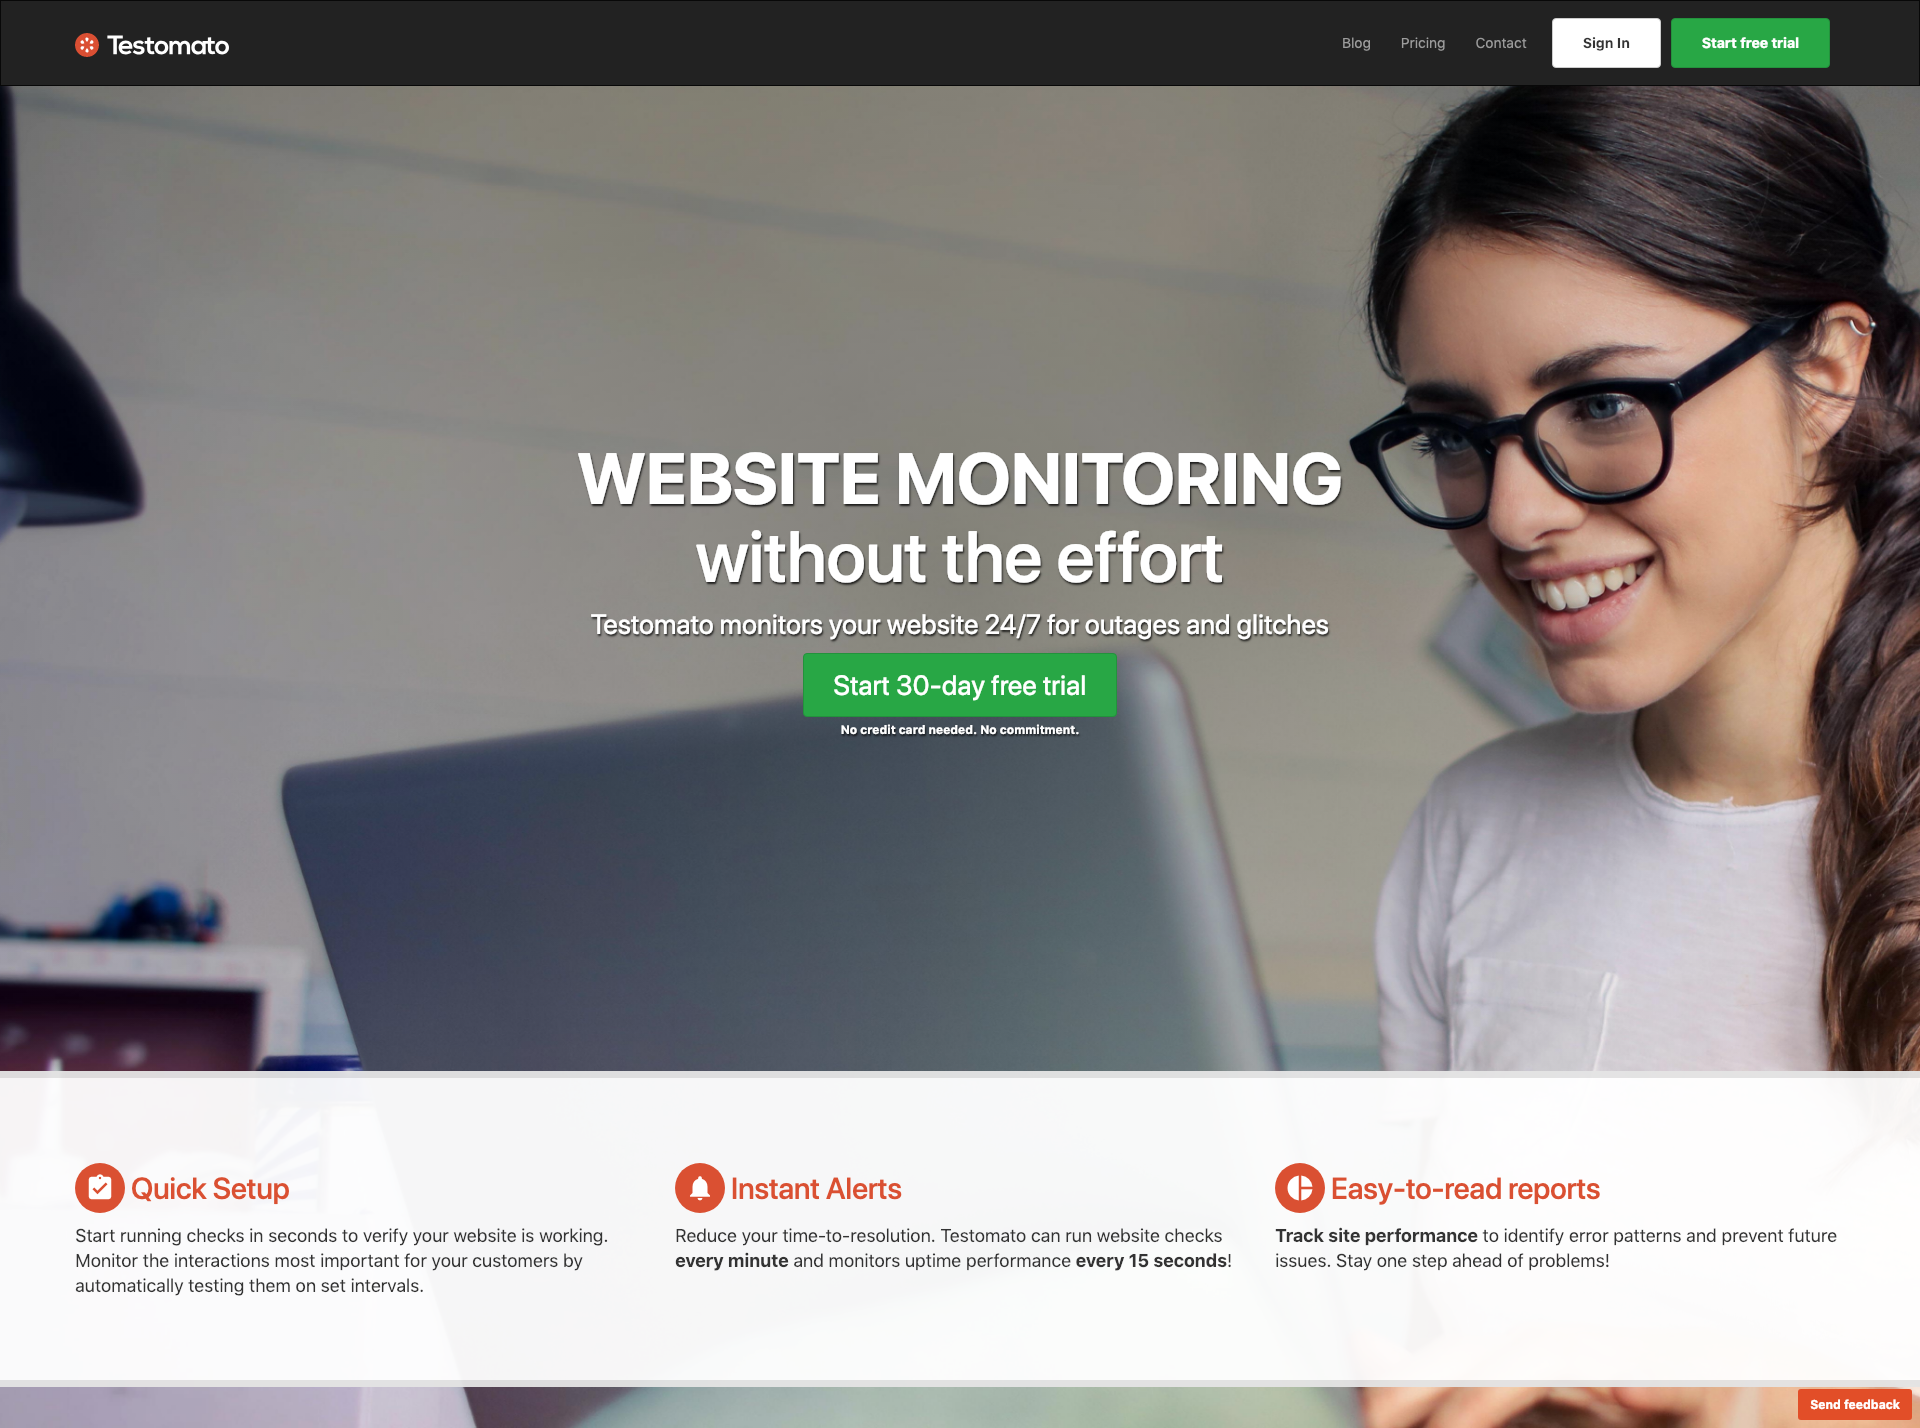 Testomato
Blog
Pricing
Contact
Sign In
Start free trial
WEBSITE MONITORING
without the effort
Testomato monitors your website 24/7 for outages and glitches
Start 30-day free trial
No credit card needed. No commitment.
Quick Setup
Start running checks in seconds to verify your website is working.
Monitor the interactions most important for your customers by
automatically testing them on set intervals.
Instant Alerts
Reduce your time-to-resolution. Testomato can run website checks
every minute and monitors uptime performance every 15 seconds!
Easy-to-read reports
Track site performance to identify error patterns and prevent future
issues. Stay one step ahead of problems!
Send feedback